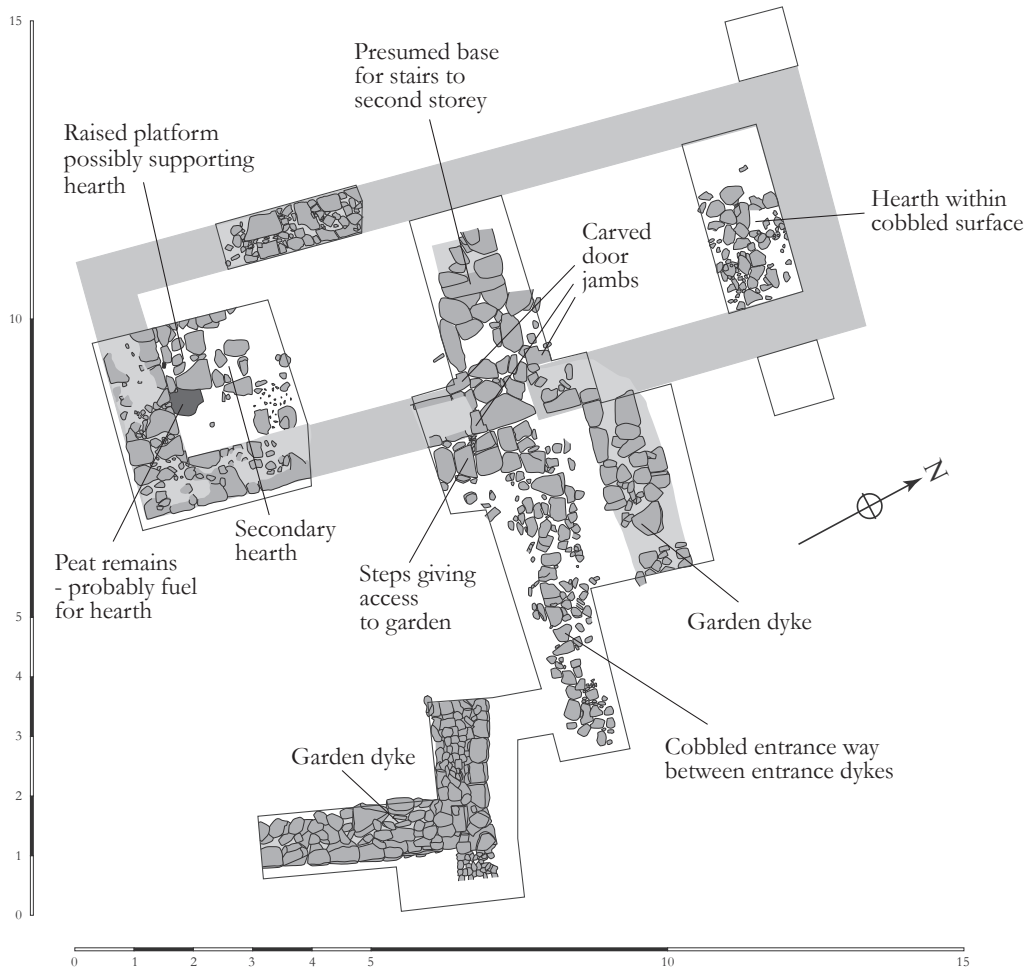 15
Presumed base
for stairs to
second storey
Raised platform
possibly supporting
hearth
Carved
door
jambs
Hearth within
cobbled surface
10
N
Secondary
hearth
Peat remains
- probably fuel
for hearth
Steps giving
access
to garden
Garden dyke
5
4
3
2
1
0
Garden dyke
Cobbled entrance way
between entrance dykes
0 1 2 3 4 5 10 15